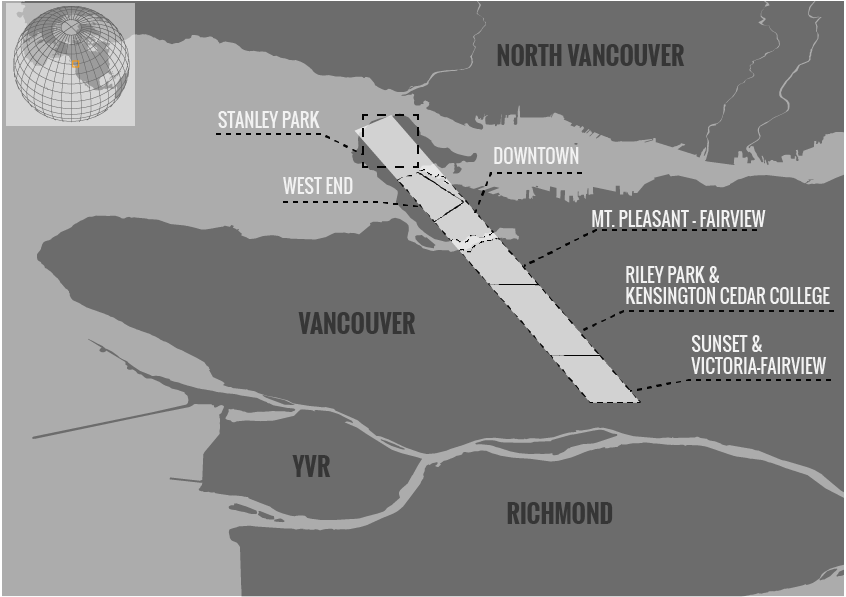 NORTH VANCOUVER
STANLEY PARK
DOWNTOWN
WEST END
MT. PLEASANT - FAIRVIEW
RILEY PARK &
KENSINGTON CEDAR COLLEGE
VANCOUVER
SUNSET &
VICTORIA-FAIRVIEW
YVR
RICHMOND